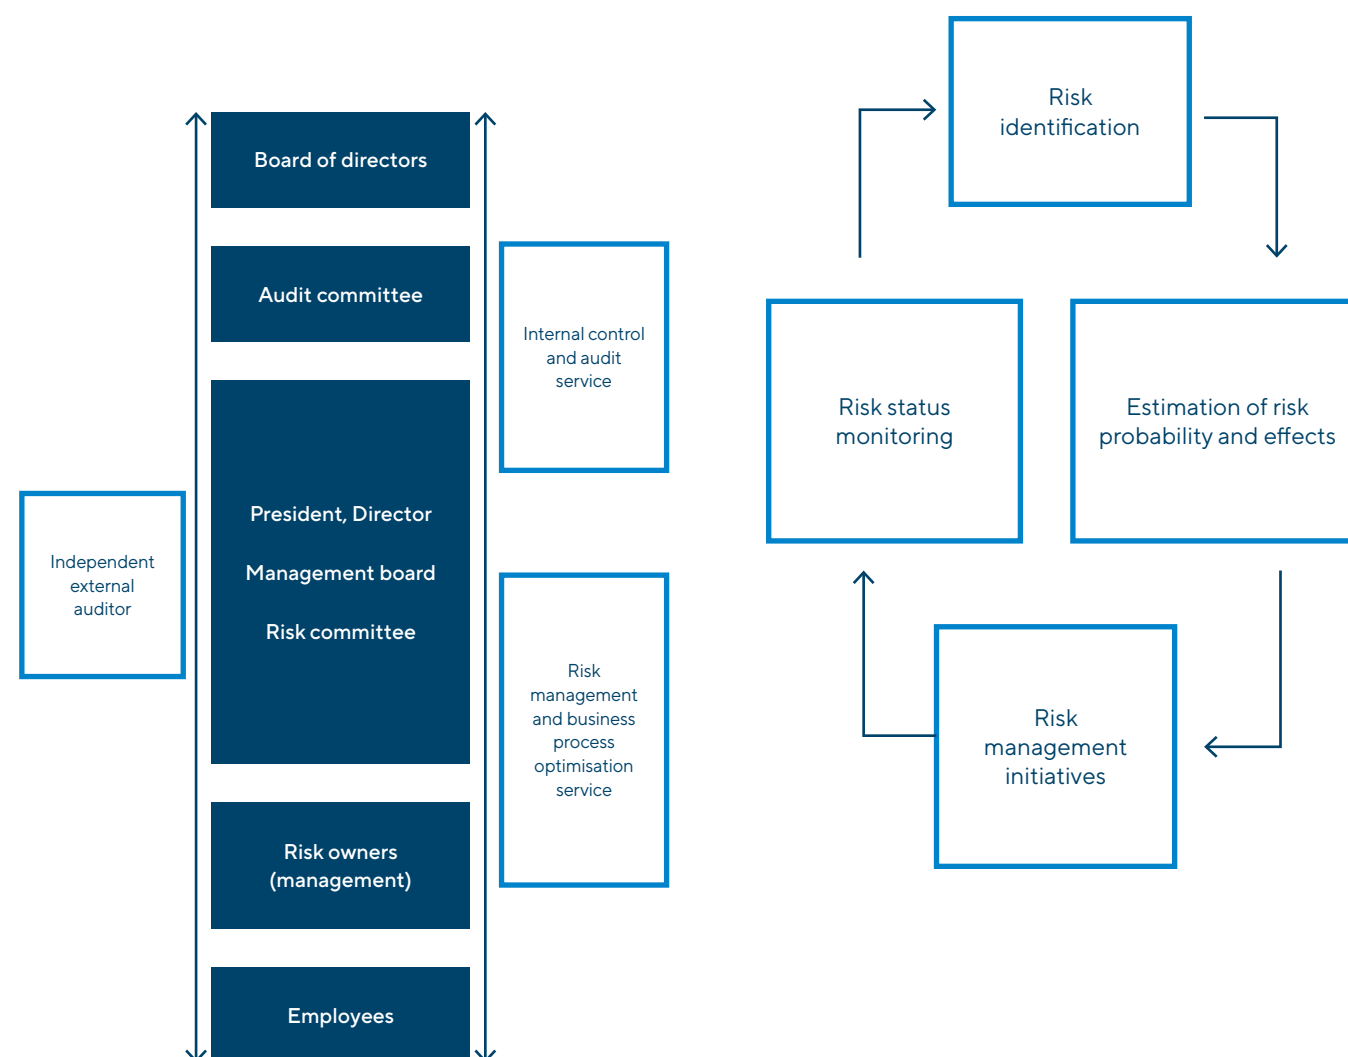 Board of directors
Audit committee
President, Director
Management board
Risk committee
Risk owners
(management)
Employees
Independent
external
auditor
Internal control
and audit
service
Risk
management
and business
process
optimisation
service
Risk
identification
Estimation of risk
probability and effects
Risk
management
initiatives
Risk status
monitoring